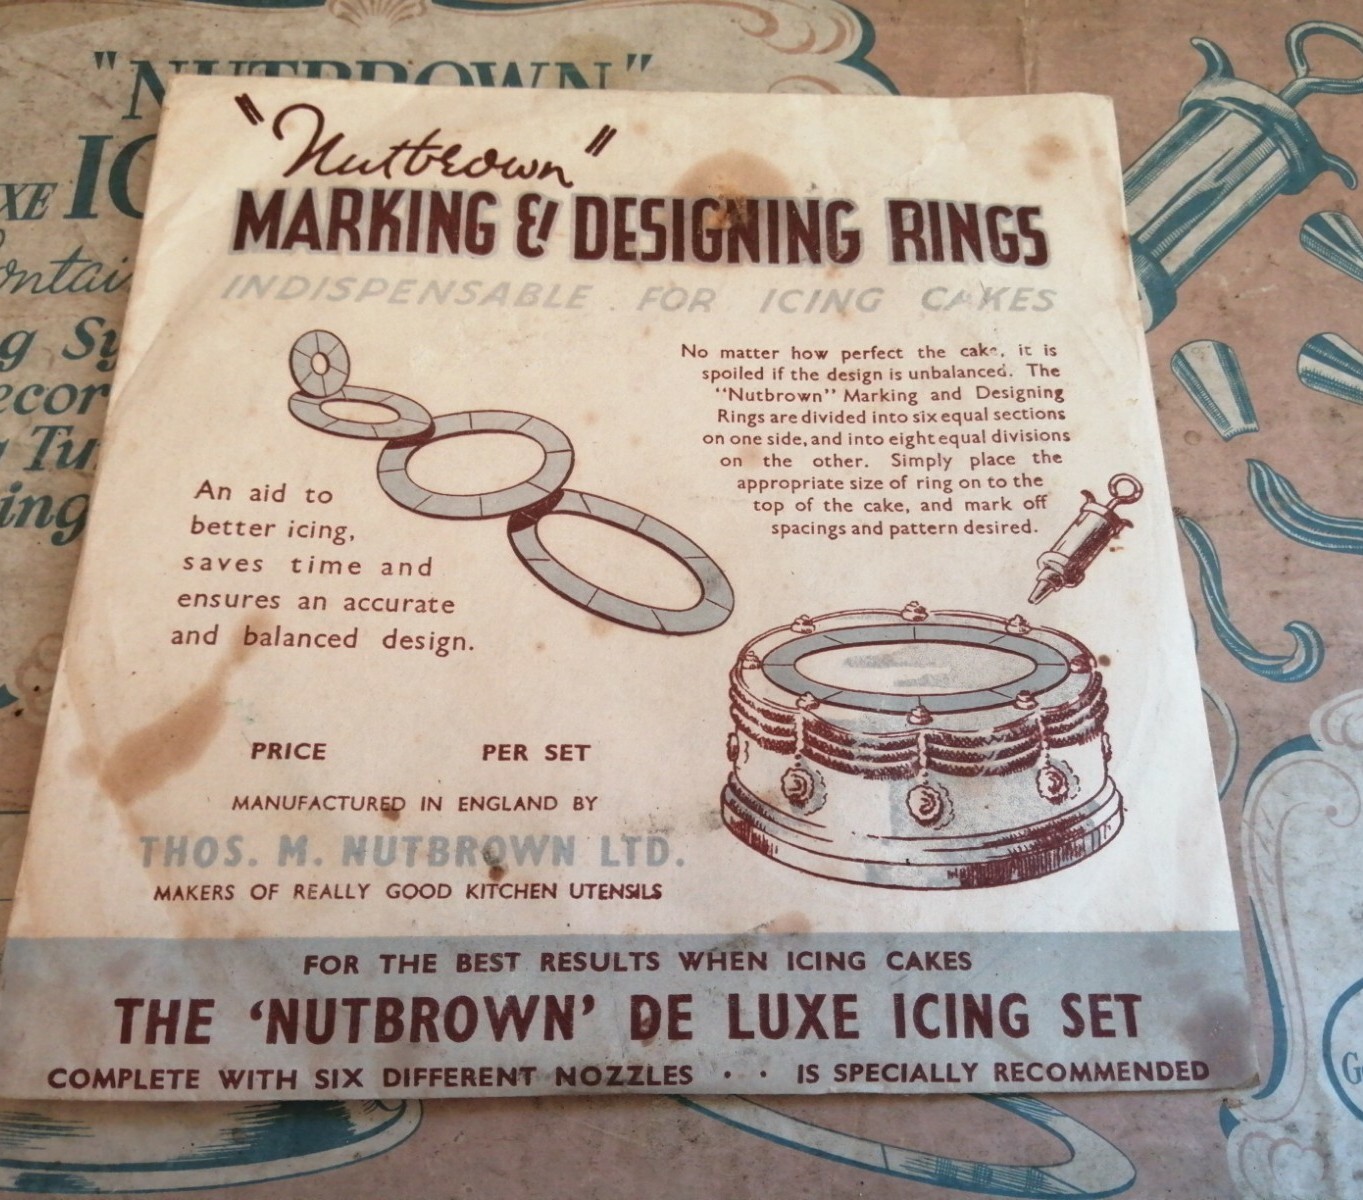 "NUTBROWN"
"Nutbrown"
MARKING & DESIGNING RINGS
INDISPENSABLE FOR ICING CAKES
No matter how perfect the cake, it is
spoiled if the design is unbalanced. The
"Nutbrown" Marking and Designing
Rings are divided into six equal sections
on one side, and into eight equal divisions
on the other. Simply place the
appropriate size of ring on to the
top of the cake, and mark off
spacings and pattern desired.
An aid to
better icing,
saves time and
ensures an accurate
and balanced design.
PRICE PER SET
MANUFACTURED IN ENGLAND BY
THOS. M. NUTBROWN LTD.
MAKERS OF REALLY GOOD KITCHEN UTENSILS
FOR THE BEST RESULTS WHEN ICING CAKES
THE 'NUTBROWN' DE LUXE ICING SET
COMPLETE WITH SIX DIFFERENT NOZZLES · · IS SPECIALLY RECOMMENDED